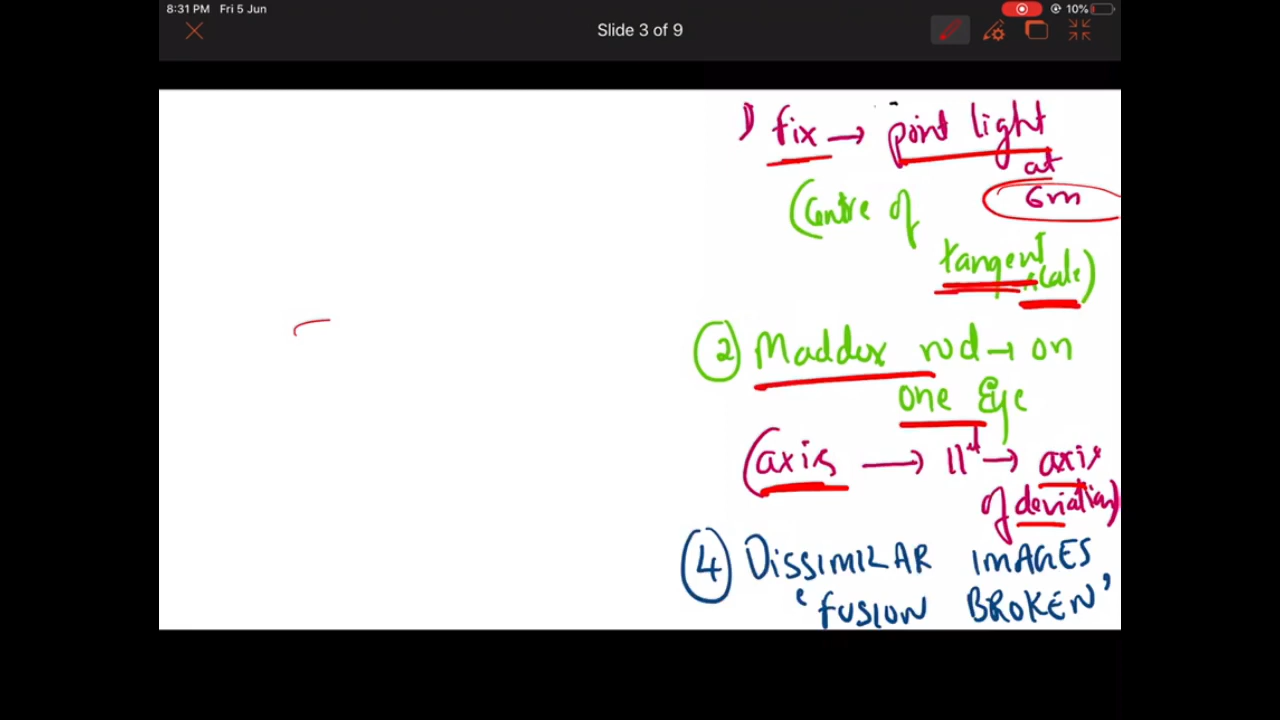 8:31 PM Fri 5 Jun
10%
Slide 3 of 9
1) fix → point light
at
6m
(Centre of
tangent
scale)
② Maddox rod → on
one Eye
(axis → ||el → axis
of deviation)
④ DISSIMILAR IMAGES
'FUSION BROKEN'